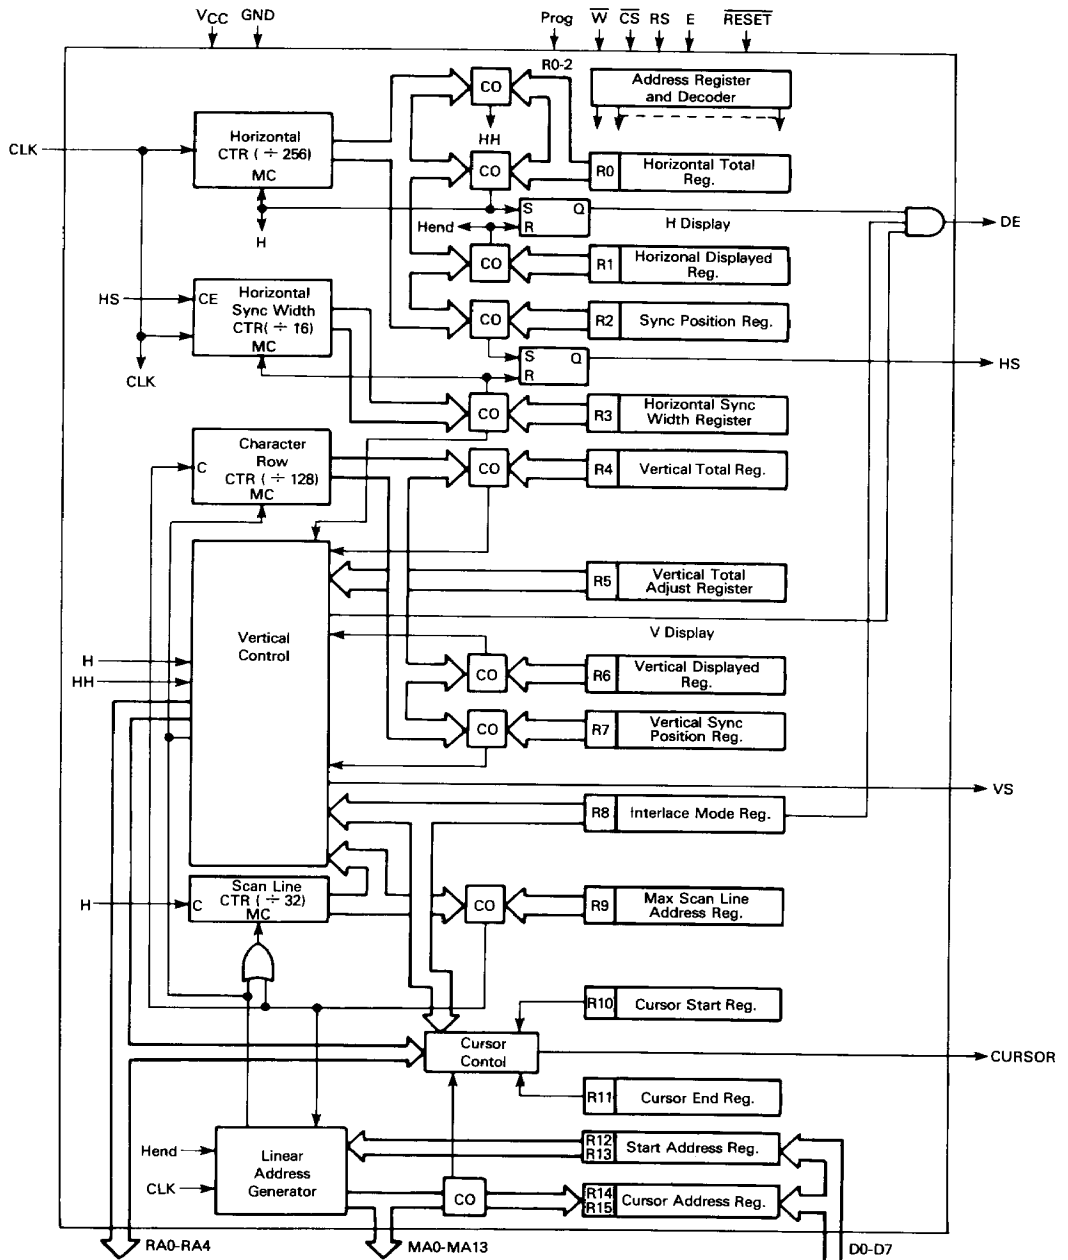 VCC GND Prog W CS RS E RESET
R0-2
Address Register
and Decoder
CO
HH
CLK
Horizontal
CTR ( ÷ 256)
MC
CO
R0 Horizontal Total
Reg.
H
S Q
R
H Display
DE
Hend
CO
R1 Horizonal Displayed
Reg.
HS
CE Horizontal
Sync Width
CTR( ÷ 16)
MC
CO
R2 Sync Position Reg.
S Q
R
HS
CLK
CO
R3 Horizontal Sync
Width Register
C Character
Row
CTR ( ÷ 128)
MC
CO
R4 Vertical Total Reg.
R5 Vertical Total
Adjust Register
Vertical
Control
V Display
H
HH
CO
R6 Vertical Displayed
Reg.
CO
R7 Vertical Sync
Position Reg.
VS
R8 Interlace Mode Reg.
H
C Scan Line
CTR ( ÷ 32)
MC
CO
R9 Max Scan Line
Address Reg.
R10 Cursor Start Reg.
Cursor
Contol
CURSOR
R11 Cursor End Reg.
Hend
CLK
Linear
Address
Generator
R12
R13
Start Address Reg.
CO
R14
R15
Cursor Address Reg.
RA0-RA4 MA0-MA13 D0-D7